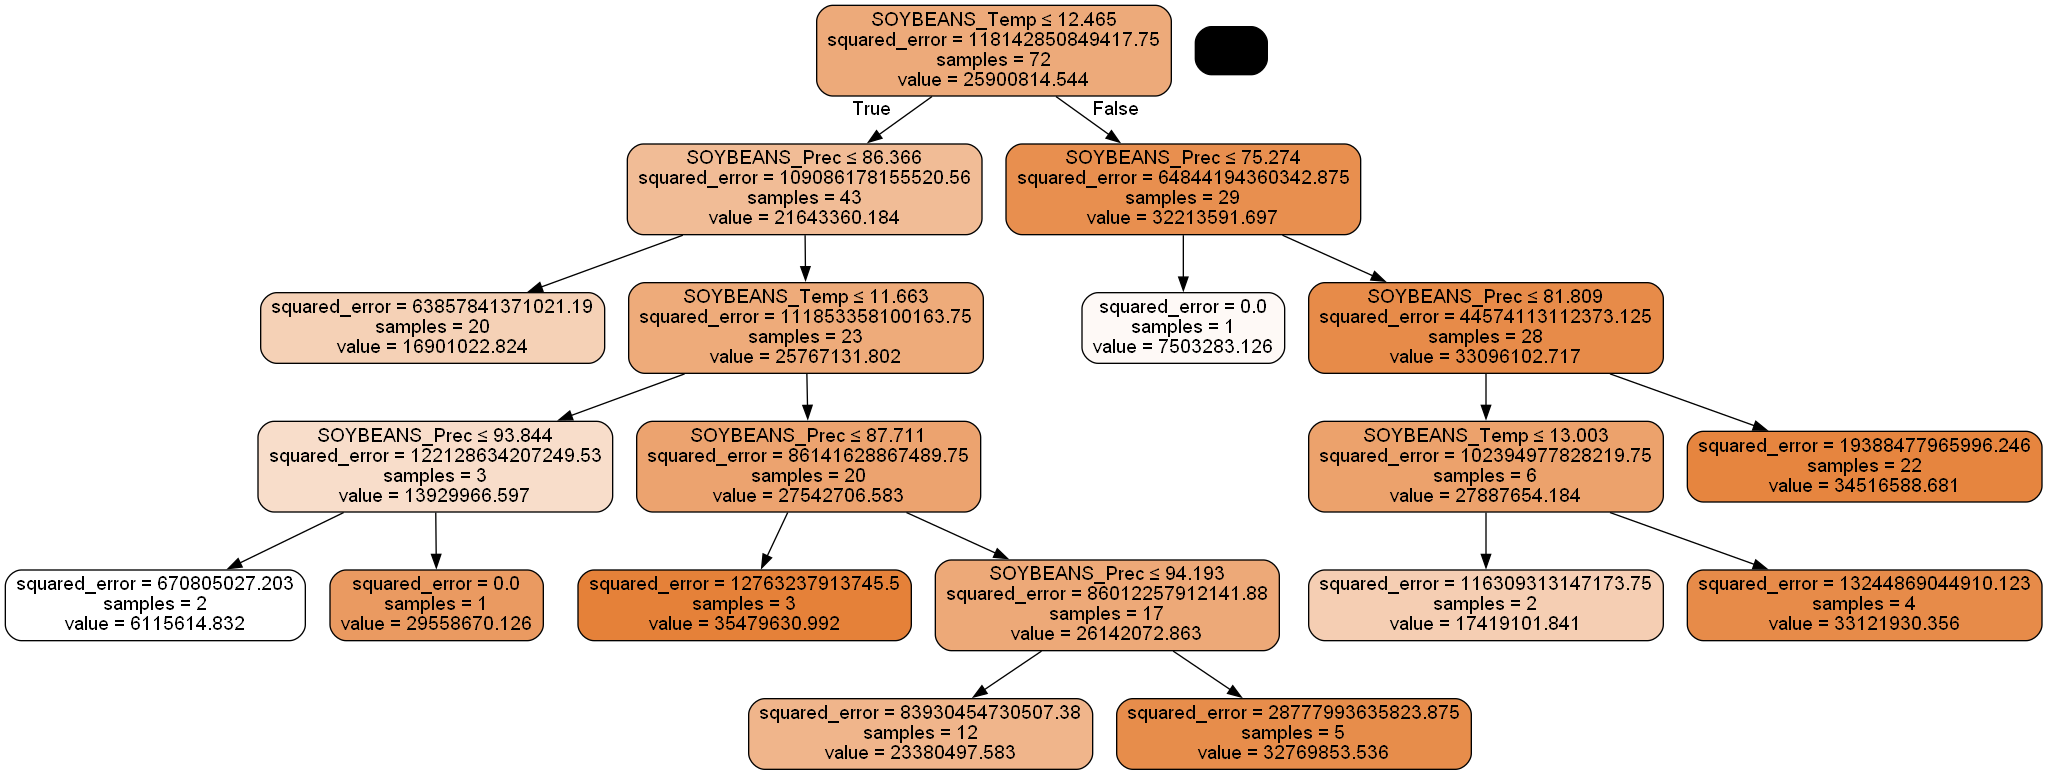 SOYBEANS_Temp ≤ 12.465
squared_error = 118142850849417.75
samples = 72
value = 25900814.544
True
False
SOYBEANS_Prec ≤ 86.366
squared_error = 109086178155520.56
samples = 43
value = 21643360.184
SOYBEANS_Prec ≤ 75.274
squared_error = 64844194360342.875
samples = 29
value = 32213591.697
squared_error = 63857841371021.19
samples = 20
value = 16901022.824
SOYBEANS_Temp ≤ 11.663
squared_error = 111853358100163.75
samples = 23
value = 25767131.802
squared_error = 0.0
samples = 1
value = 7503283.126
SOYBEANS_Prec ≤ 81.809
squared_error = 44574113112373.125
samples = 28
value = 33096102.717
SOYBEANS_Prec ≤ 93.844
squared_error = 122128634207249.53
samples = 3
value = 13929966.597
SOYBEANS_Prec ≤ 87.711
squared_error = 86141628867489.75
samples = 20
value = 27542706.583
SOYBEANS_Temp ≤ 13.003
squared_error = 102394977828219.75
samples = 6
value = 27887654.184
squared_error = 19388477965996.246
samples = 22
value = 34516588.681
squared_error = 670805027.203
samples = 2
value = 6115614.832
squared_error = 0.0
samples = 1
value = 29558670.126
squared_error = 12763237913745.5
samples = 3
value = 35479630.992
SOYBEANS_Prec ≤ 94.193
squared_error = 86012257912141.88
samples = 17
value = 26142072.863
squared_error = 116309313147173.75
samples = 2
value = 17419101.841
squared_error = 13244869044910.123
samples = 4
value = 33121930.356
squared_error = 83930454730507.38
samples = 12
value = 23380497.583
squared_error = 28777993635823.875
samples = 5
value = 32769853.536